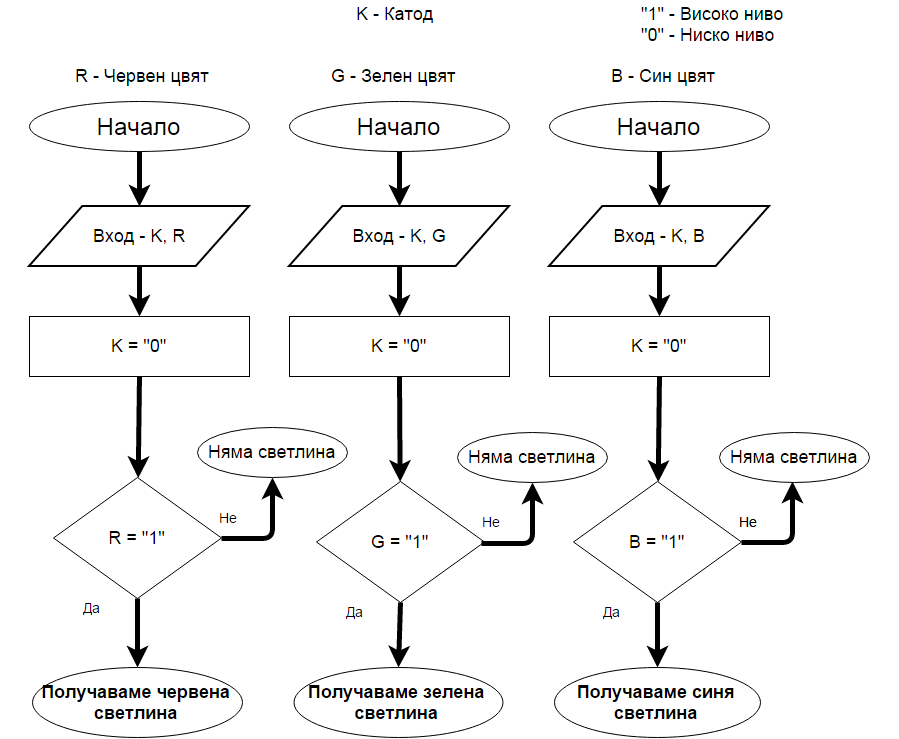 К - Катод
"1" - Високо ниво
"0" - Ниско ниво
R - Червен цвят
G - Зелен цвят
B - Син цвят
Начало
Начало
Начало
Вход - K, R
Вход - K, G
Вход - K, B
K = "0"
K = "0"
K = "0"
Няма светлина
Няма светлина
Няма светлина
Не
Не
Не
R = "1"
G = "1"
B = "1"
Да
Да
Да
Получаваме червена
светлина
Получаваме зелена
светлина
Получаваме синя
светлина